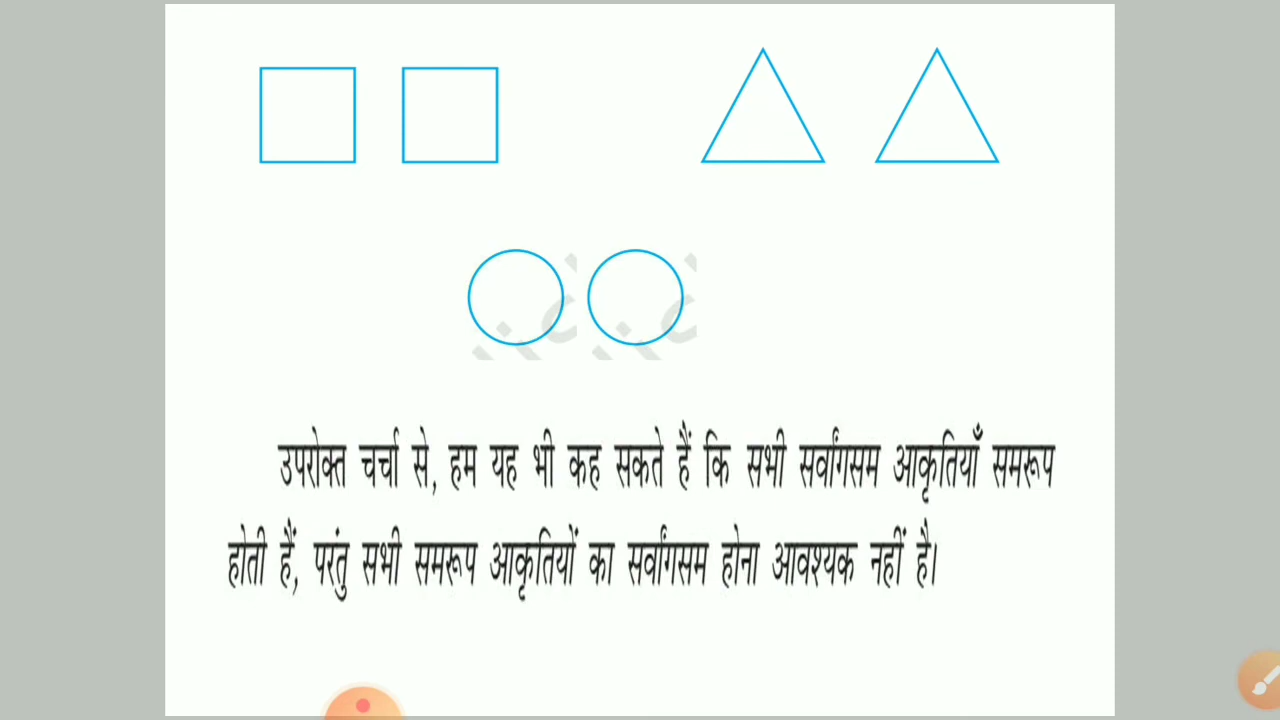 उपरोक्त चर्चा से, हम यह भी कह सकते हैं कि सभी सर्वांगसम आकृतियाँ समरूप
होती हैं, परंतु सभी समरूप आकृतियों का सर्वांगसम होना आवश्यक नहीं है।